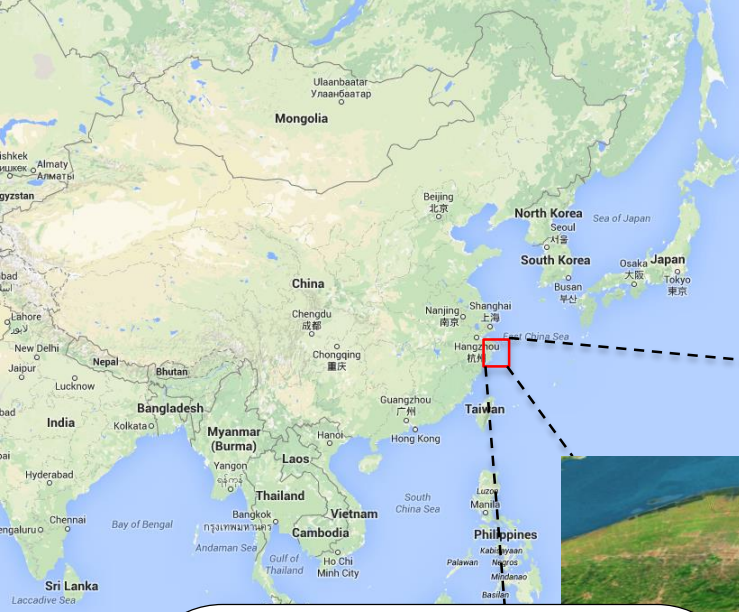 Ulaanbaatar
Улаанбаатар
Mongolia
ishkek
Almaty
Алматы
gyzstan
Beijing
北京
North Korea
Sea of Japan
Seoul
서울
South Korea
Osaka
大阪
Japan
Tokyo
東京
Busan
부산
China
Chengdu
成都
Nanjing
南京
Shanghai
上海
East China Sea
Hangzhou
杭州
Chongqing
重庆
bad
Lahore
لاہور
New Delhi
Nepal
Jaipur
Bhutan
Lucknow
Guangzhou
广州
Taiwan
bad
Bangladesh
India
Kolkata
Hong Kong
Myanmar
(Burma)
Hanoi
Laos
Hyderabad
Yangon
Thailand
South
China Sea
Luzon
Manila
Vietnam
Bangkok
กรุงเทพมหานคร
Bay of Bengal
Chennai
engaluru
Cambodia
Philippines
Andaman Sea
Gulf of
Thailand
Ho Chi
Minh City
Kabisayaan
Palawan
Negros
Mindanao
Basilan
Sri Lanka
Laccadive Sea